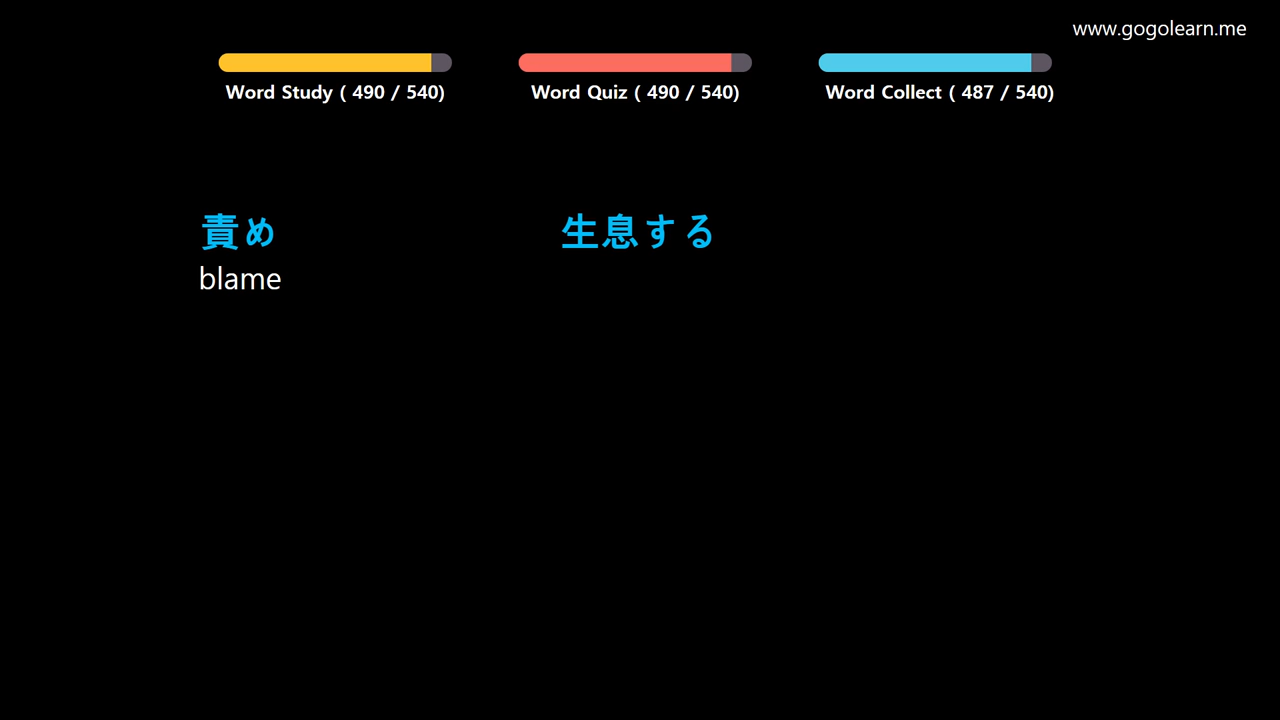 www.gogolearn.me
Word Study ( 490 / 540)
Word Quiz ( 490 / 540)
Word Collect ( 487 / 540)
責め
blame
生息する